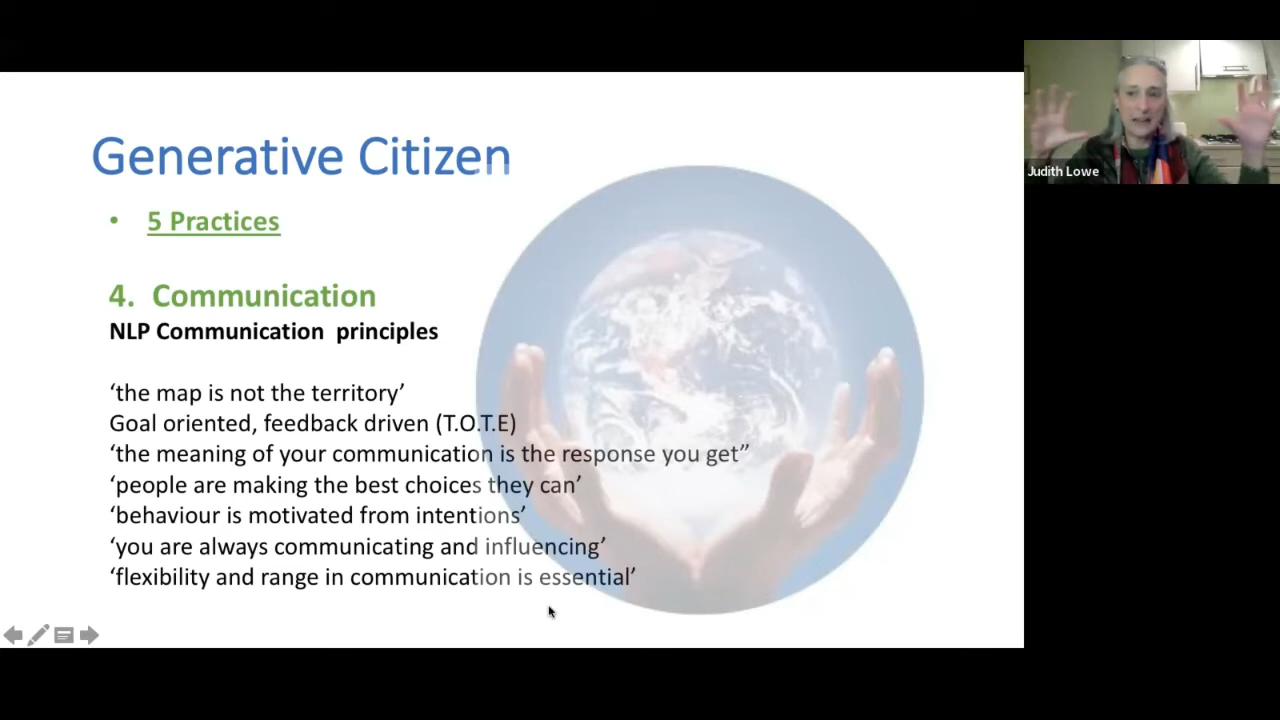 Generative Citizen
• 5 Practices
4. Communication
NLP Communication principles
‘the map is not the territory’
Goal oriented, feedback driven (T.O.T.E)
‘the meaning of your communication is the response you get”
‘people are making the best choices they can’
‘behaviour is motivated from intentions’
‘you are always communicating and influencing’
‘flexibility and range in communication is essential’
Judith Lowe